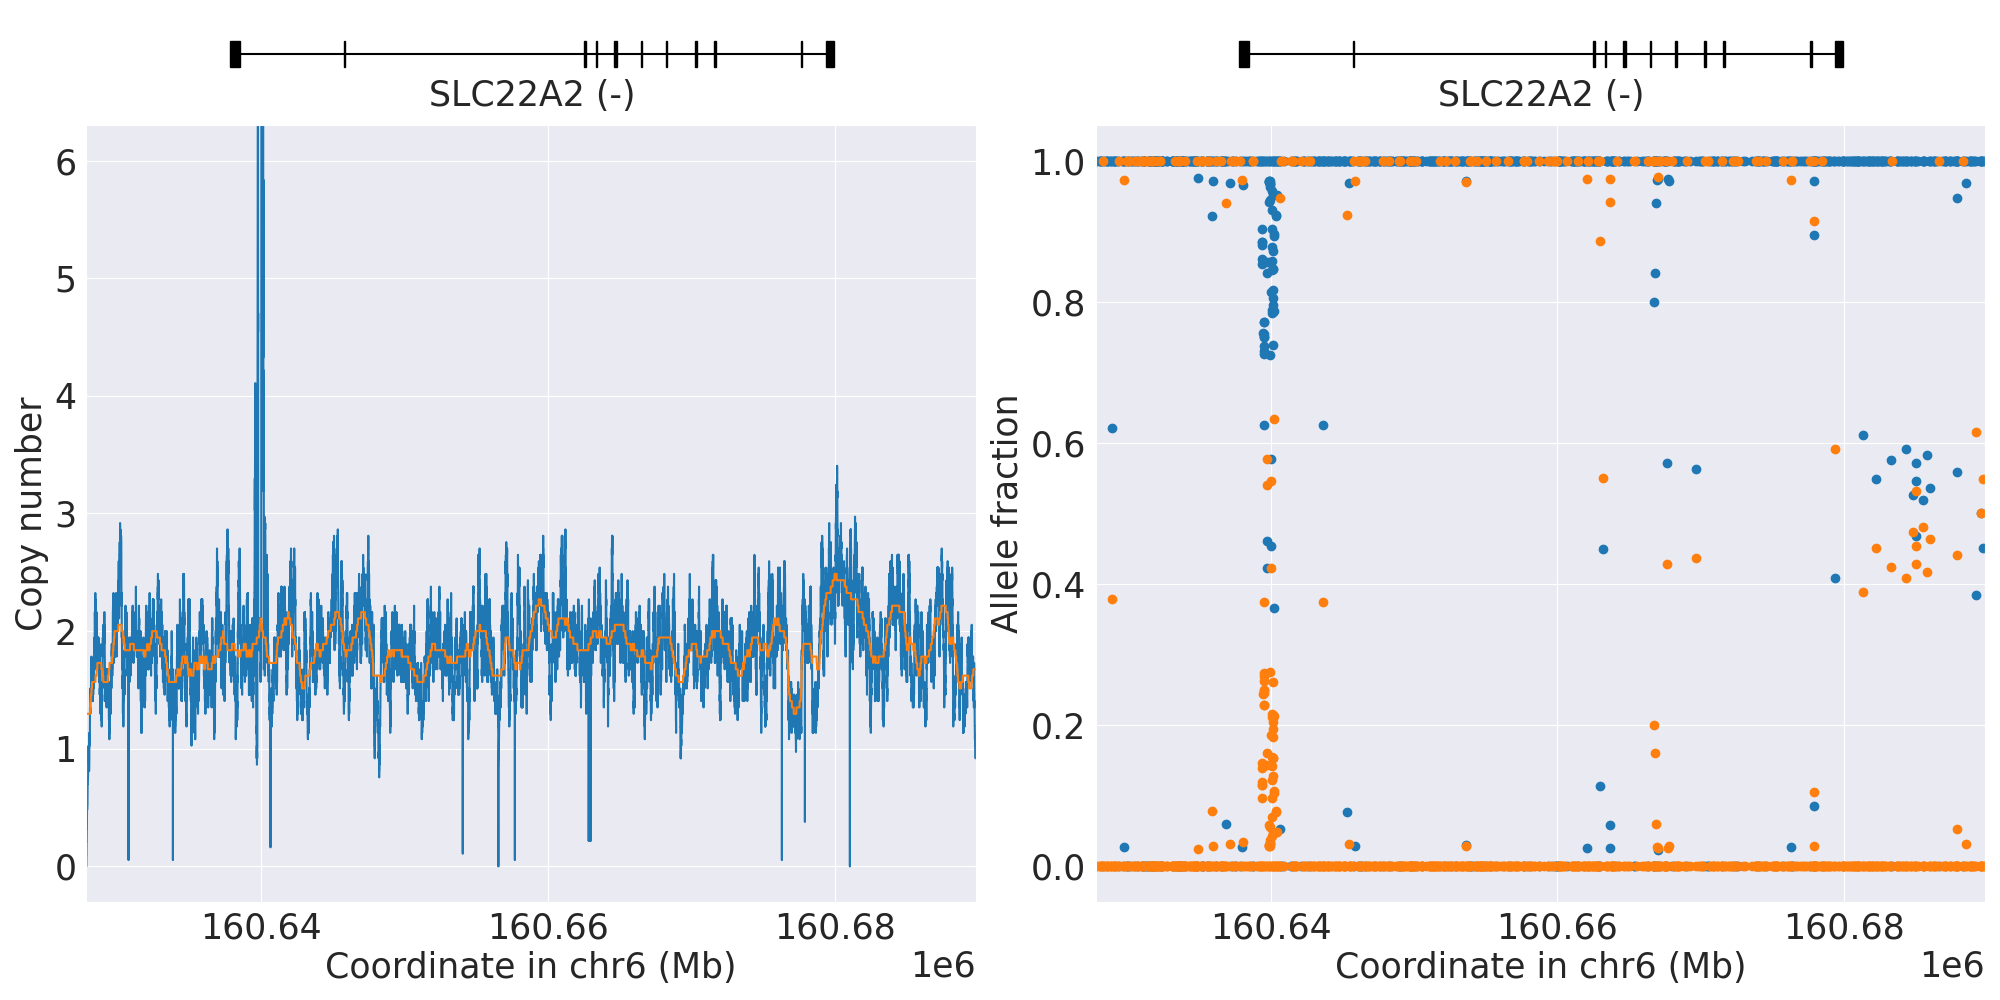 SLC22A2 (-)
6
5
4
3
2
1
0
Copy number
160.64
160.66
160.68
Coordinate in chr6 (Mb)
1e6
SLC22A2 (-)
1.0
0.8
0.6
0.4
0.2
0.0
Allele fraction
160.64
160.66
160.68
Coordinate in chr6 (Mb)
1e6